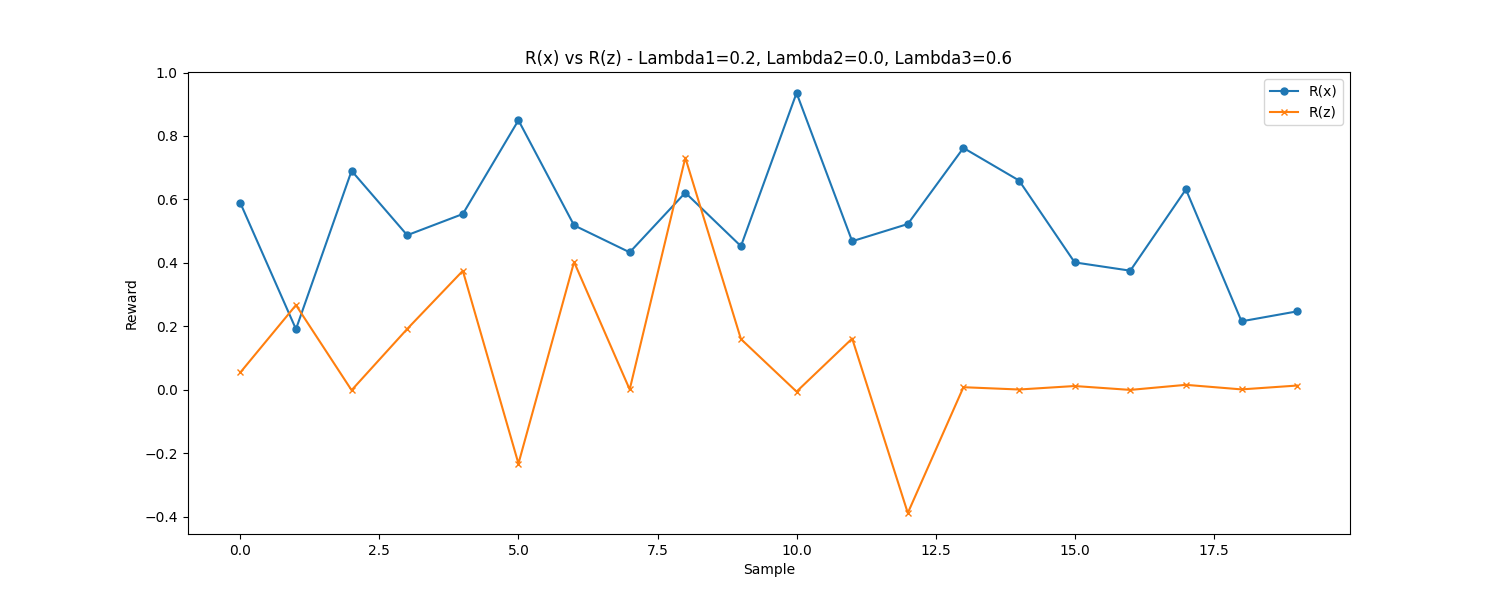 R(x) vs R(z) - Lambda1=0.2, Lambda2=0.0, Lambda3=0.6
R(x)
R(z)
Reward
1.0
0.8
0.6
0.4
0.2
0.0
−0.2
−0.4
0.0 2.5 5.0 7.5 10.0 12.5 15.0 17.5
Sample